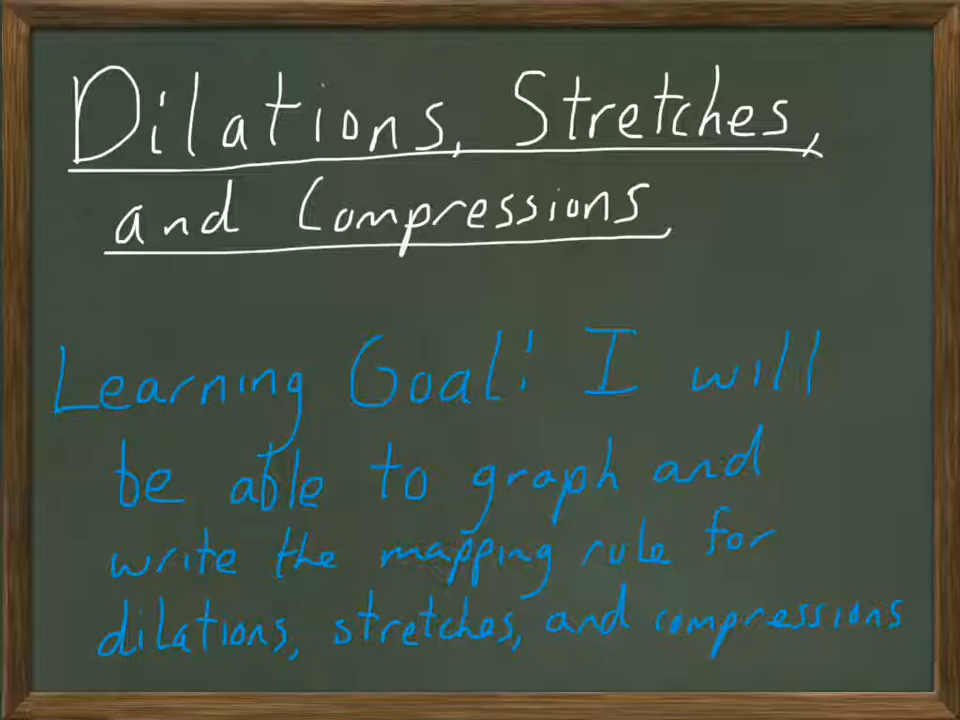 Dilations, Stretches,
and Compressions
Learning Goal: I will
be able to graph and
write the mapping rule for
dilations, stretches, and compressions